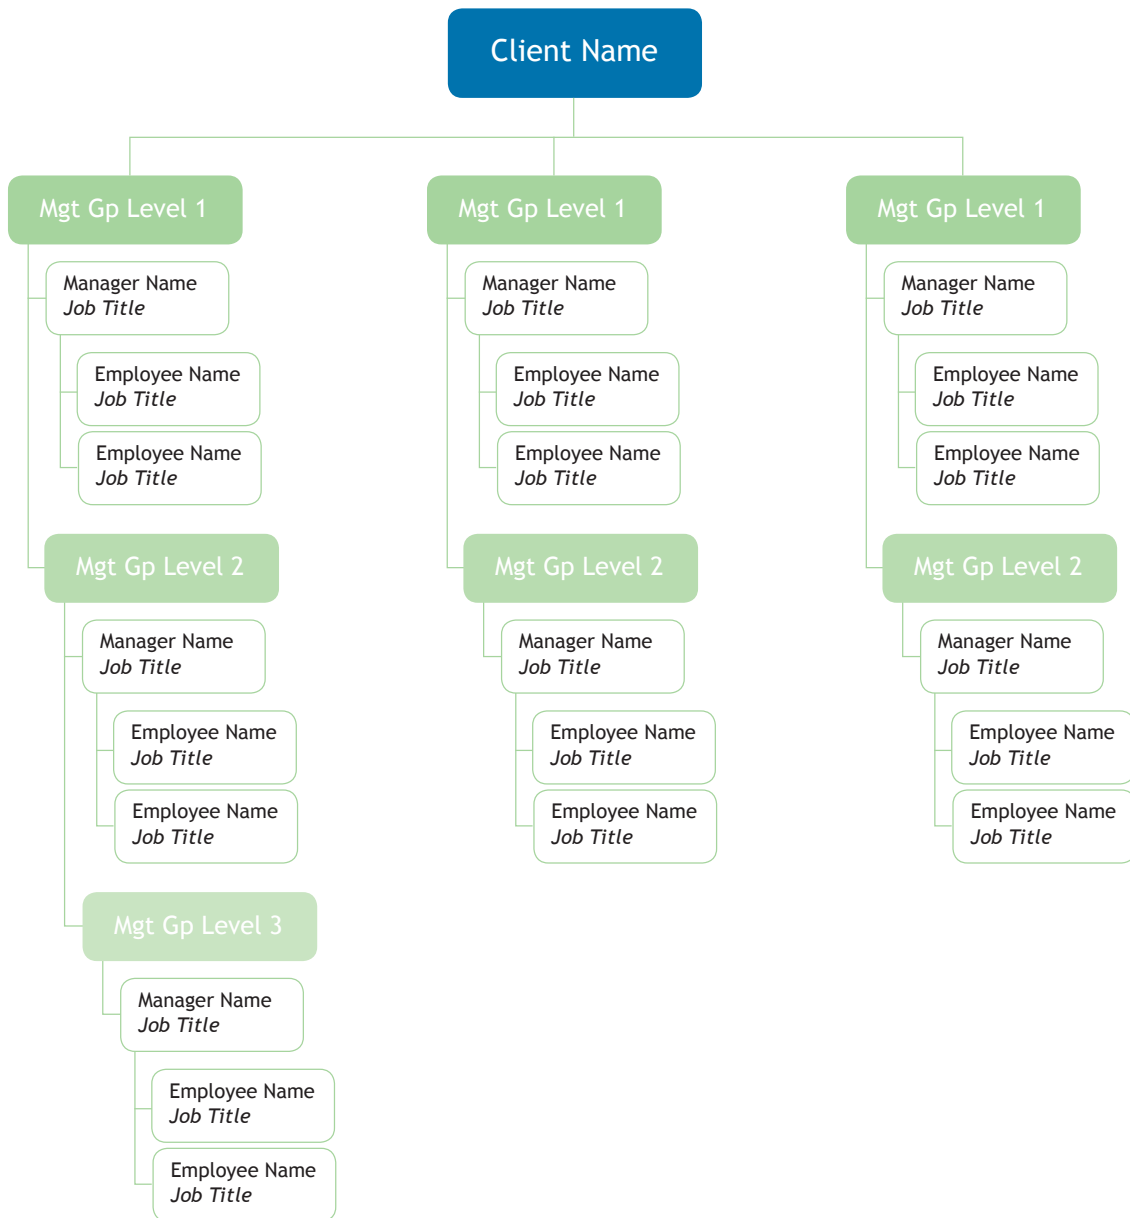 Client Name
Mgt Gp Level 1
Manager Name
Job Title
Employee Name
Job Title
Employee Name
Job Title
Mgt Gp Level 2
Manager Name
Job Title
Employee Name
Job Title
Employee Name
Job Title
Mgt Gp Level 3
Manager Name
Job Title
Employee Name
Job Title
Employee Name
Job Title
Mgt Gp Level 1
Manager Name
Job Title
Employee Name
Job Title
Employee Name
Job Title
Mgt Gp Level 2
Manager Name
Job Title
Employee Name
Job Title
Employee Name
Job Title
Mgt Gp Level 1
Manager Name
Job Title
Employee Name
Job Title
Employee Name
Job Title
Mgt Gp Level 2
Manager Name
Job Title
Employee Name
Job Title
Employee Name
Job Title